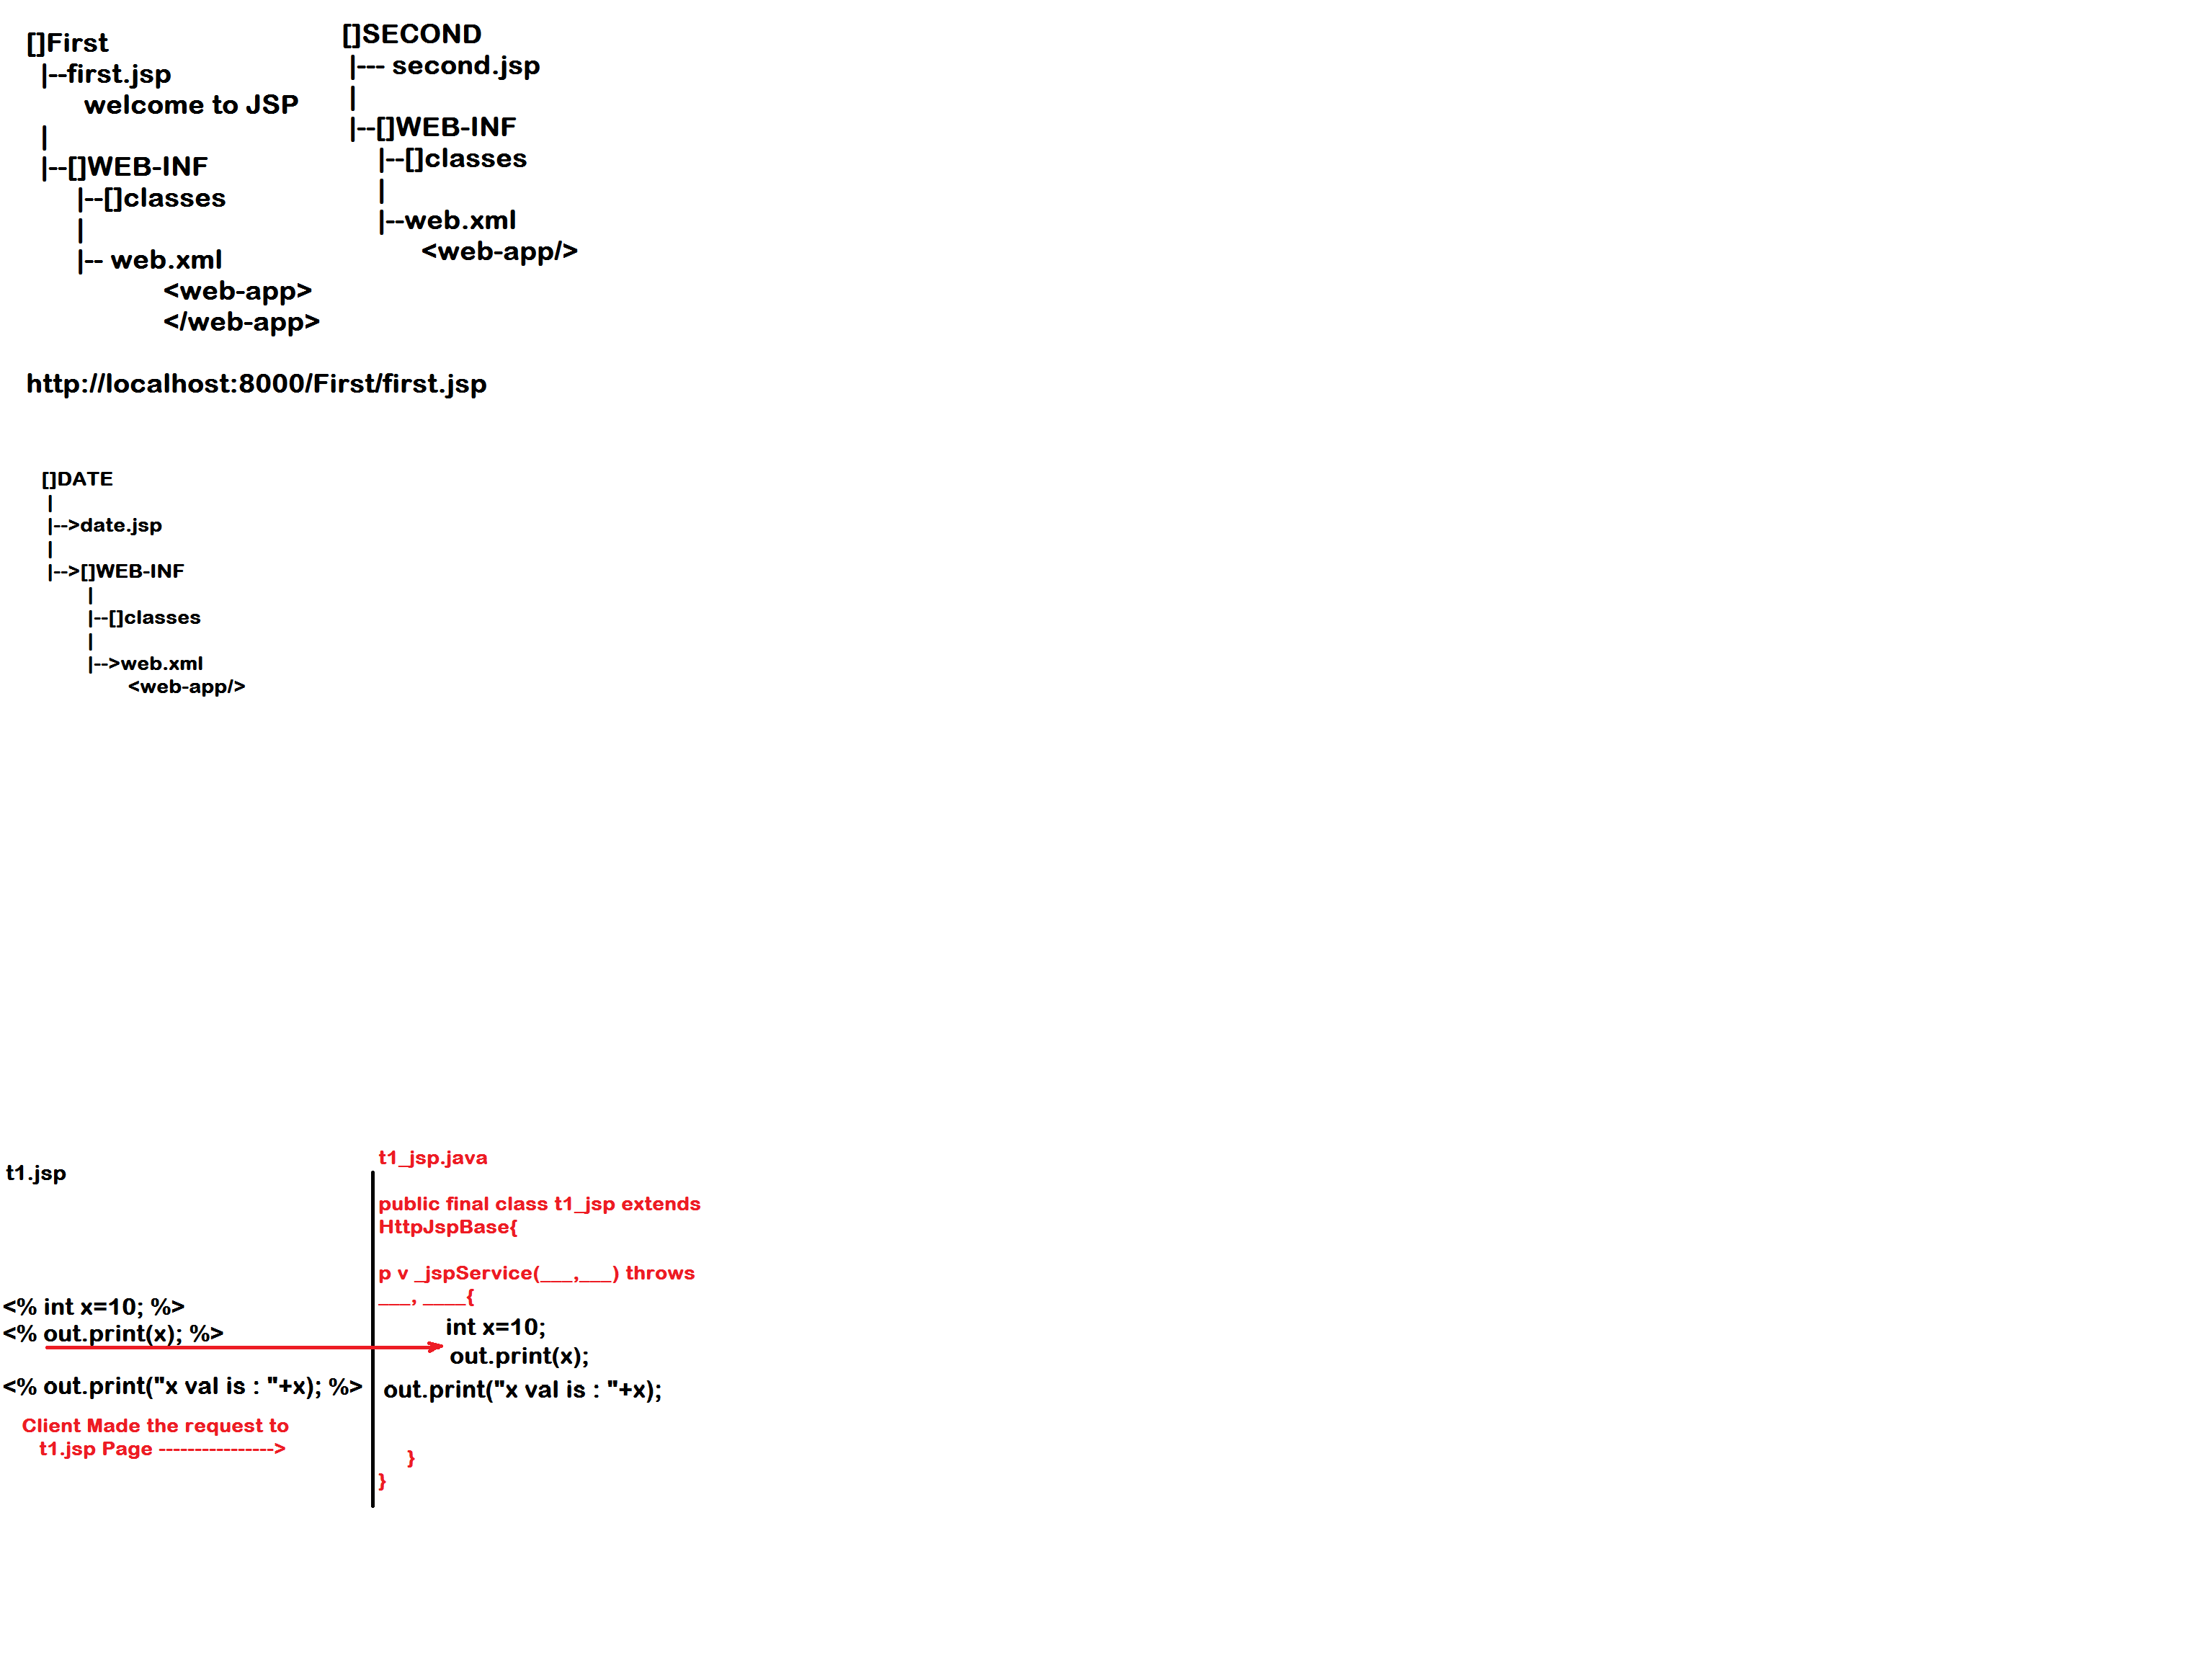 []First
|--first.jsp
welcome to JSP
|
|--[]WEB-INF
|--[]classes
|
|-- web.xml
<web-app>
</web-app>
http://localhost:8000/First/first.jsp
[]SECOND
|--- second.jsp
|
|--[]WEB-INF
|--[]classes
|
|--web.xml
<web-app/>
[]DATE
|
|-->date.jsp
|
|-->[]WEB-INF
|
|--[]classes
|
|-->web.xml
<web-app/>
t1.jsp
<% int x=10; %>
<% out.print(x); %>
<% out.print("x val is : "+x); %>
Client Made the request to
t1.jsp Page ---------------->
t1_jsp.java
public final class t1_jsp extends
HttpJspBase{
p v _jspService(___,___) throws
___, ____{
int x=10;
out.print(x);
out.print("x val is : "+x);
}
}